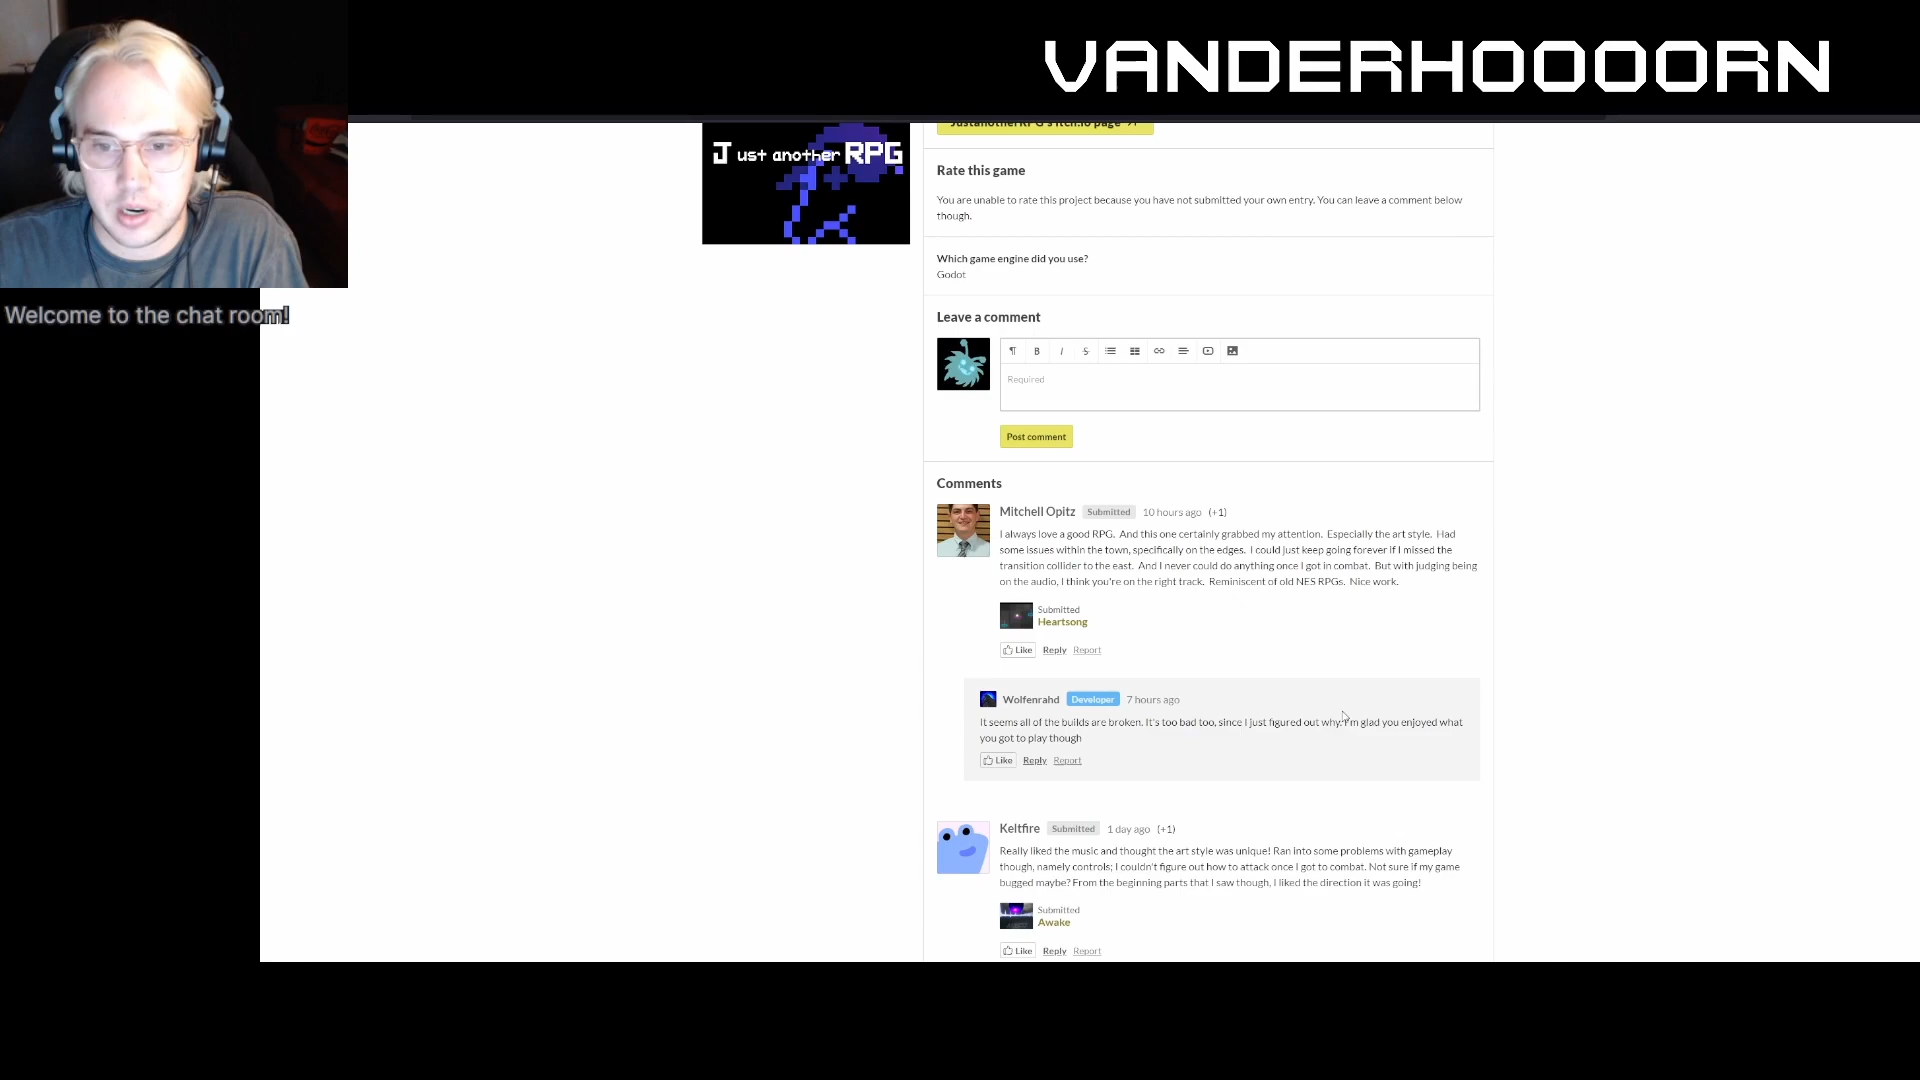 VANDERHOOOORN
JustanotherRPG's itch.io page
Just another RPG
Rate this game
You are unable to rate this project because you have not submitted your own entry. You can leave a comment below
though.
Which game engine did you use?
Godot
Leave a comment
Required
Post comment
Welcome to the chat room!
Comments
Mitchell Opitz Submitted 10 hours ago (+1)
I always love a good RPG. And this one certainly grabbed my attention. Especially the art style. Had
some issues within the town, specifically on the edges. I could just keep going forever if I missed the
transition collider to the east. And I never could do anything once I got in combat. But with judging being
on the audio, I think you're on the right track. Reminiscent of old NES RPGs. Nice work.
Submitted
Heartsong
Like Reply Report
Wolfenrahd Developer 7 hours ago
It seems all of the builds are broken. It's too bad too, since I just figured out why. I'm glad you enjoyed what
you got to play though
Like Reply Report
Keltfire Submitted 1 day ago (+1)
Really liked the music and thought the art style was unique! Ran into some problems with gameplay
though, namely controls; I couldn't figure out how to attack once I got to combat. Not sure if my game
bugged maybe? From the beginning parts that I saw though, I liked the direction it was going!
Submitted
Awake
Like Reply Report